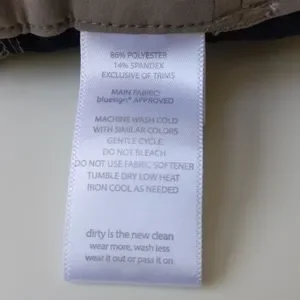 86% POLYESTER
14% SPANDEX
EXCLUSIVE OF TRIMS
MAIN FABRIC:
bluesign® APPROVED
MACHINE WASH COLD
WITH SIMILAR COLORS
GENTLE CYCLE
DO NOT BLEACH
DO NOT USE FABRIC SOFTENER
TUMBLE DRY LOW HEAT
IRON COOL AS NEEDED
dirty is the new clean
wear more, wash less
wear it out or pass it on